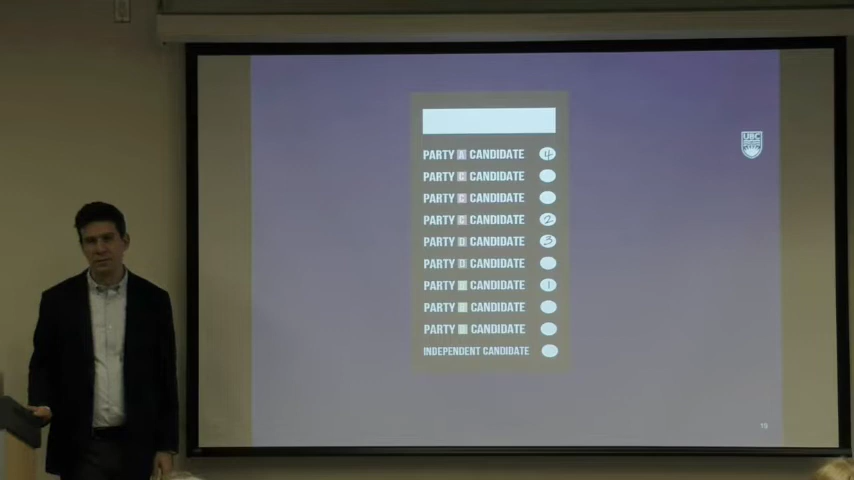 UBC
PARTY A CANDIDATE 4
PARTY C CANDIDATE
PARTY C CANDIDATE
PARTY C CANDIDATE 2
PARTY D CANDIDATE 3
PARTY D CANDIDATE
PARTY CANDIDATE 1
PARTY CANDIDATE
PARTY CANDIDATE
INDEPENDENT CANDIDATE